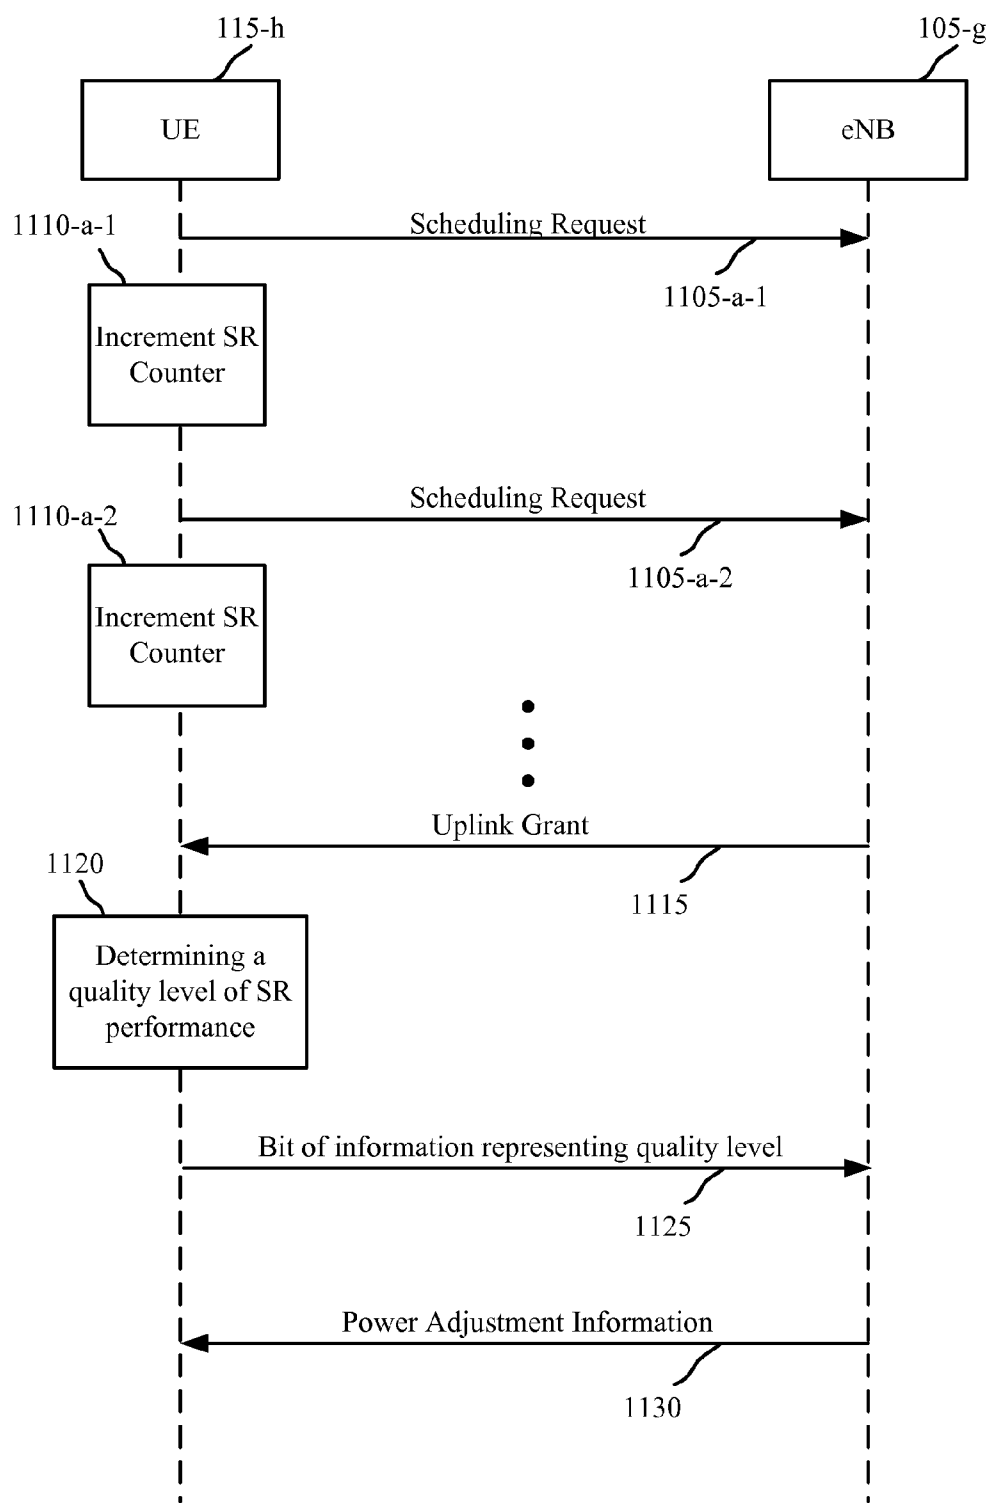 115-h
105-g
UE
eNB
1110-a-1
Scheduling Request
1105-a-1
Increment SR
Counter
Scheduling Request
1110-a-2
1105-a-2
Increment SR
Counter
Uplink Grant
1120
1115
Determining a
quality level of SR
performance
Bit of information representing quality level
1125
Power Adjustment Information
1130